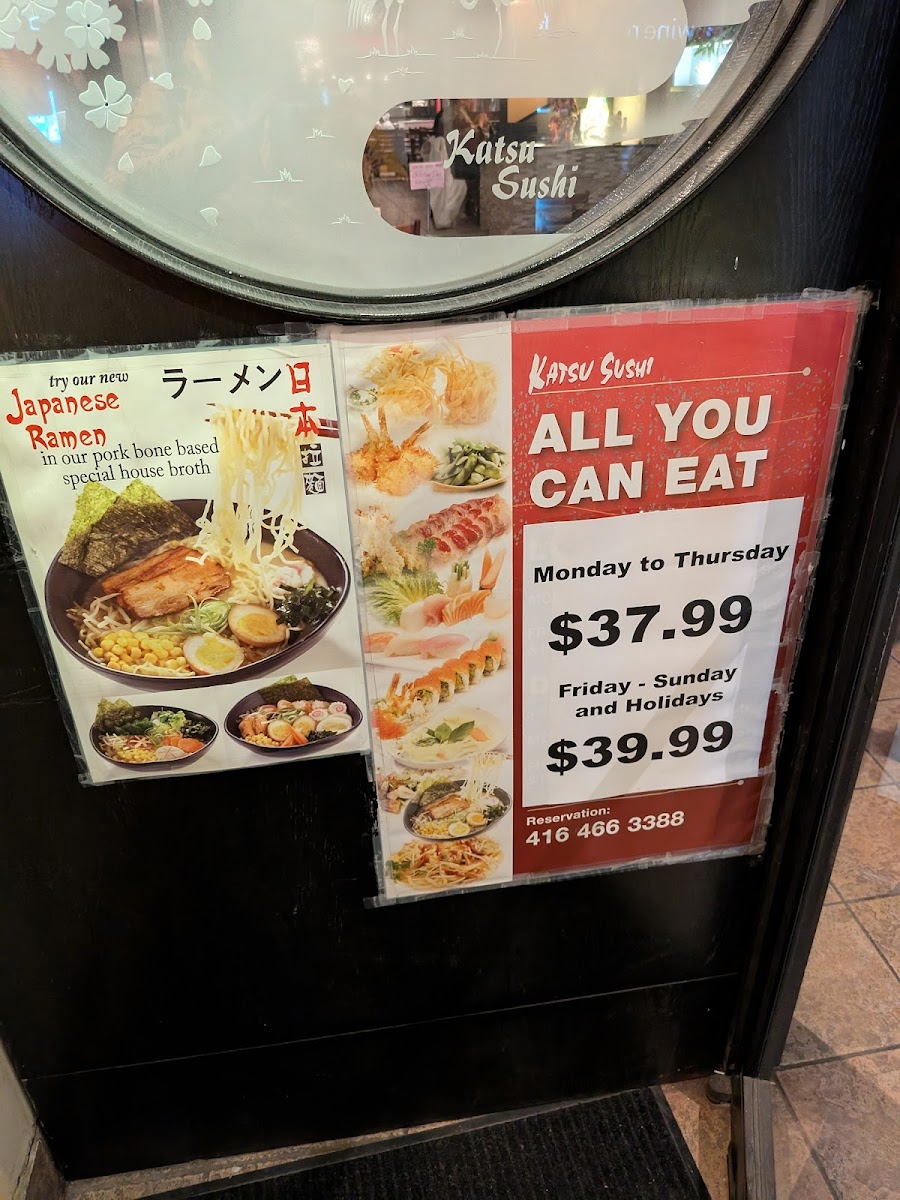 Katsu
Sushi
try our new
Japanese
Ramen
ラーメン
日本
拉麺
in our pork bone based
special house broth
KATSU SUSHI
ALL YOU
CAN EAT
Monday to Thursday
$37.99
Friday - Sunday
and Holidays
$39.99
Reservation:
416 466 3388